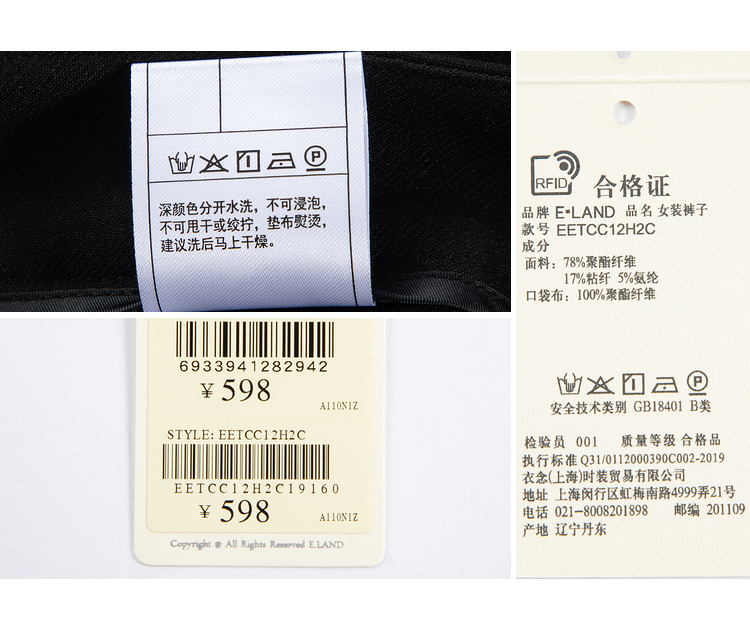 深颜色分开水洗，不可浸泡，
不可甩干或绞拧，垫布熨烫，
建议洗后马上干燥。
P
6933941282942
￥598
A110N1Z
STYLE: EETCC12H2C
EETCC12H2C19160
￥598
A110N1Z
Copyright @ All Rights Reserved E.LAND
RFID
合格证
品牌 E·LAND 品名 女装裤子
款号 EETCC12H2C
成分
面料：78%聚酯纤维
17%粘纤 5%氨纶
口袋布：100%聚酯纤维
P
安全技术类别 GB18401 B类
检验员 001 质量等级 合格品
执行标准 Q31/0112000390C002-2019
衣念(上海)时装贸易有限公司
地址 上海闵行区虹梅南路4999弄21号
电话 021-8008201898 邮编 201109
产地 辽宁丹东